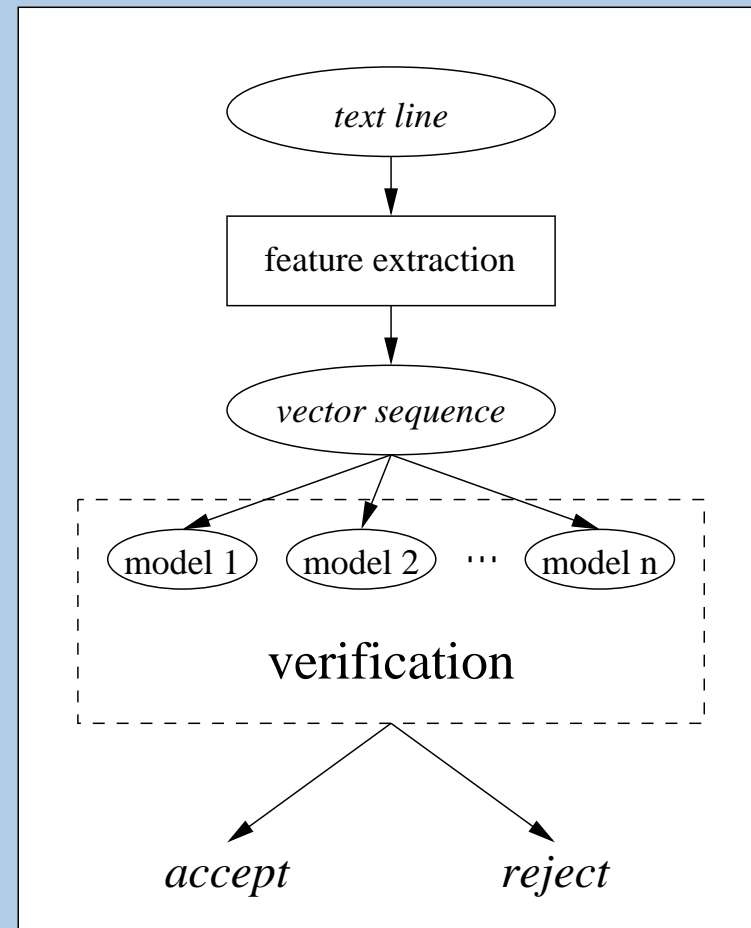 text line
feature extraction
vector sequence
model 1 model 2 ... model n
verification
accept reject